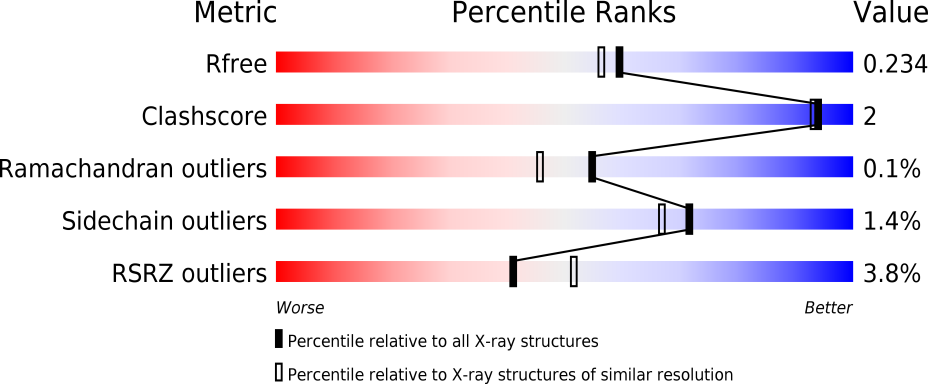 Metric Percentile Ranks Value
Rfree 0.234
Clashscore 2
Ramachandran outliers 0.1%
Sidechain outliers 1.4%
RSRZ outliers 3.8%
Worse Better
Percentile relative to all X-ray structures
Percentile relative to X-ray structures of similar resolution